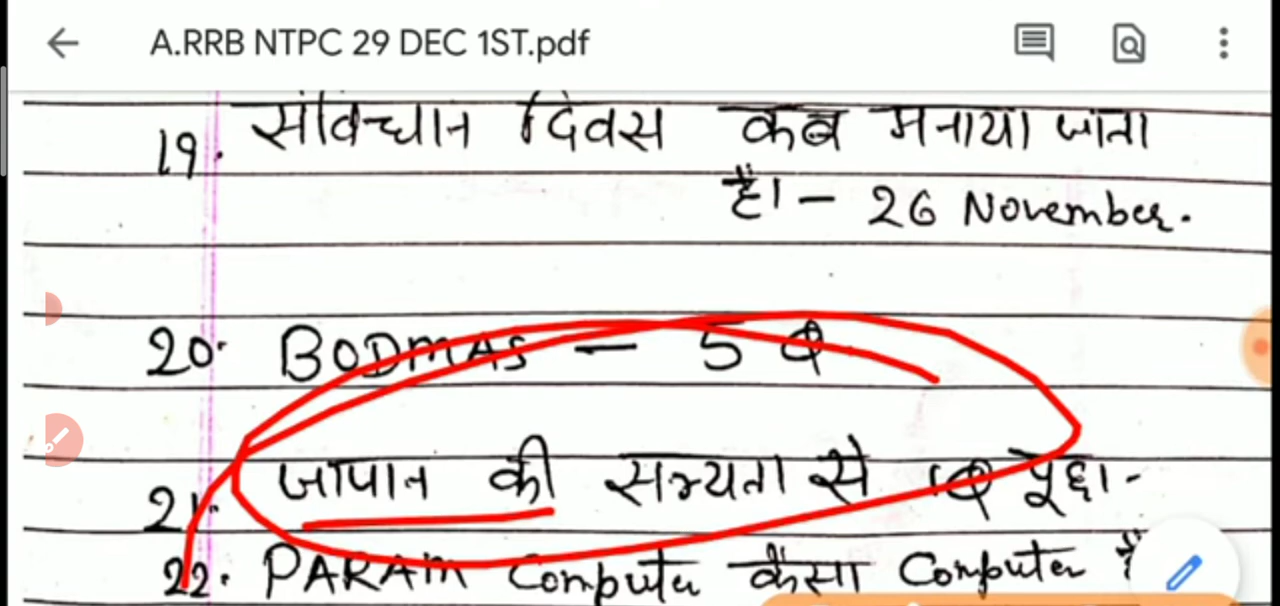 A.RRB NTPC 29 DEC 1ST.pdf
19. संविधान दिवस कब मनाया जाता
है। - 26 November.
20. BODMAS - 5 Q
21. जापान की सभ्यता से 1Q पूछा -
22. PARAM Computer कैसा Computer है